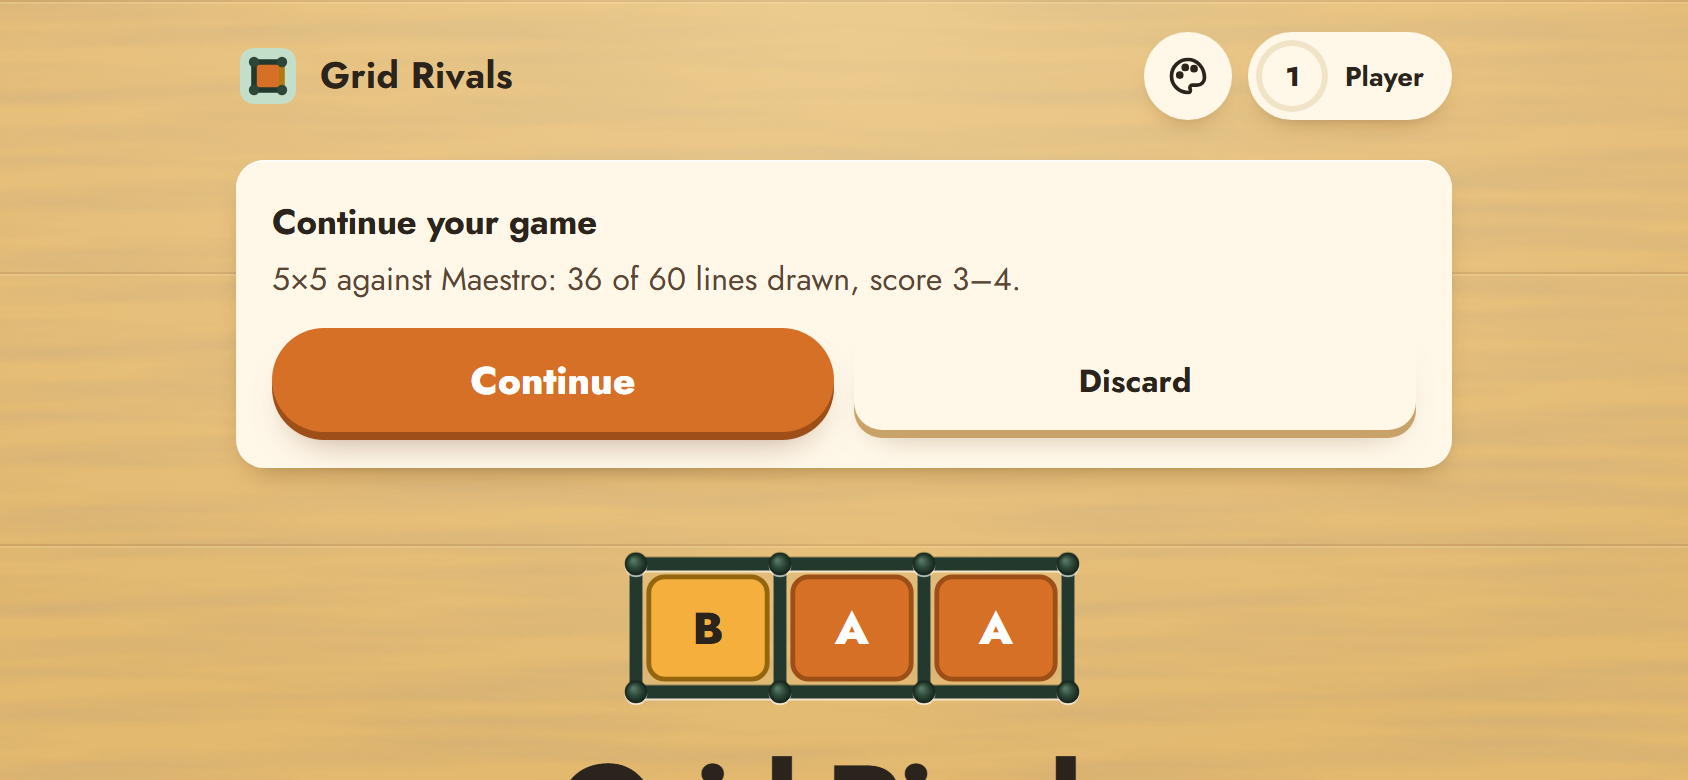 Grid Rivals
1 Player
Continue your game
5×5 against Maestro: 36 of 60 lines drawn, score 3–4.
Continue
Discard
B A A